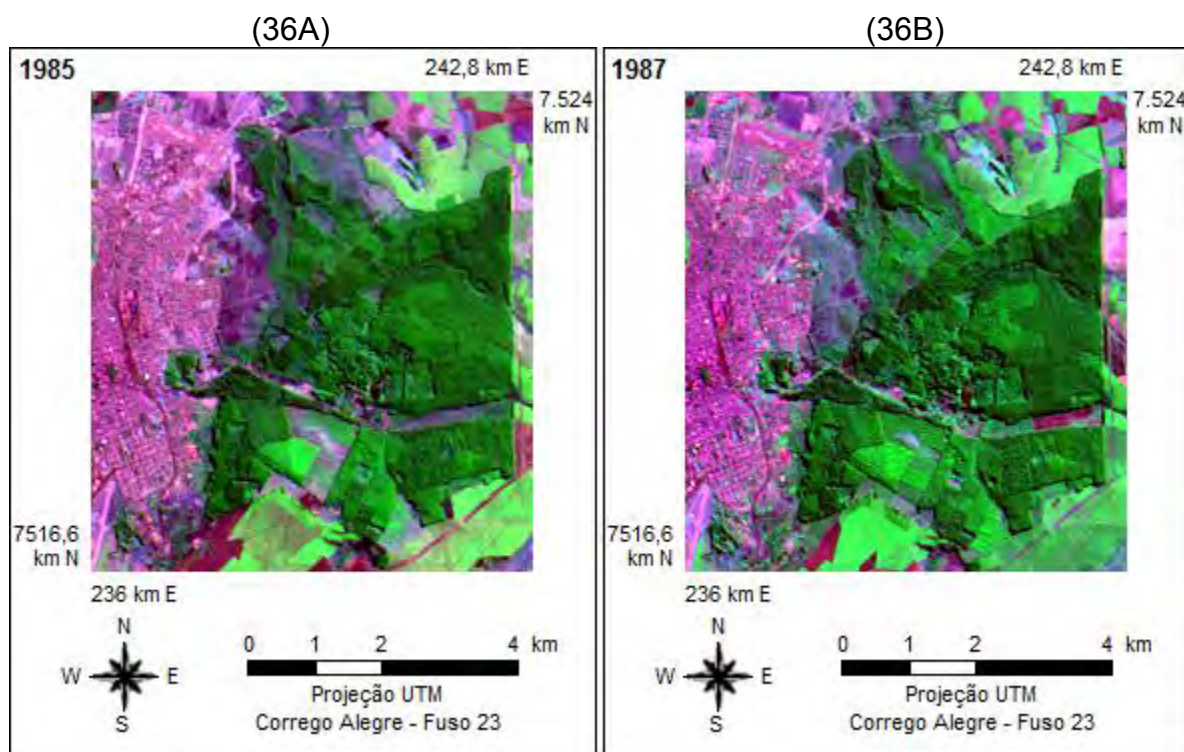 (36A)
1985
242,8 km E
7.524
km N
7516,6
km N
236 km E
N
W E
S
0 1 2 4 km
Projeção UTM
Corrego Alegre - Fuso 23
(36B)
1987
242,8 km E
7.524
km N
7516,6
km N
236 km E
N
W E
S
0 1 2 4 km
Projeção UTM
Corrego Alegre - Fuso 23